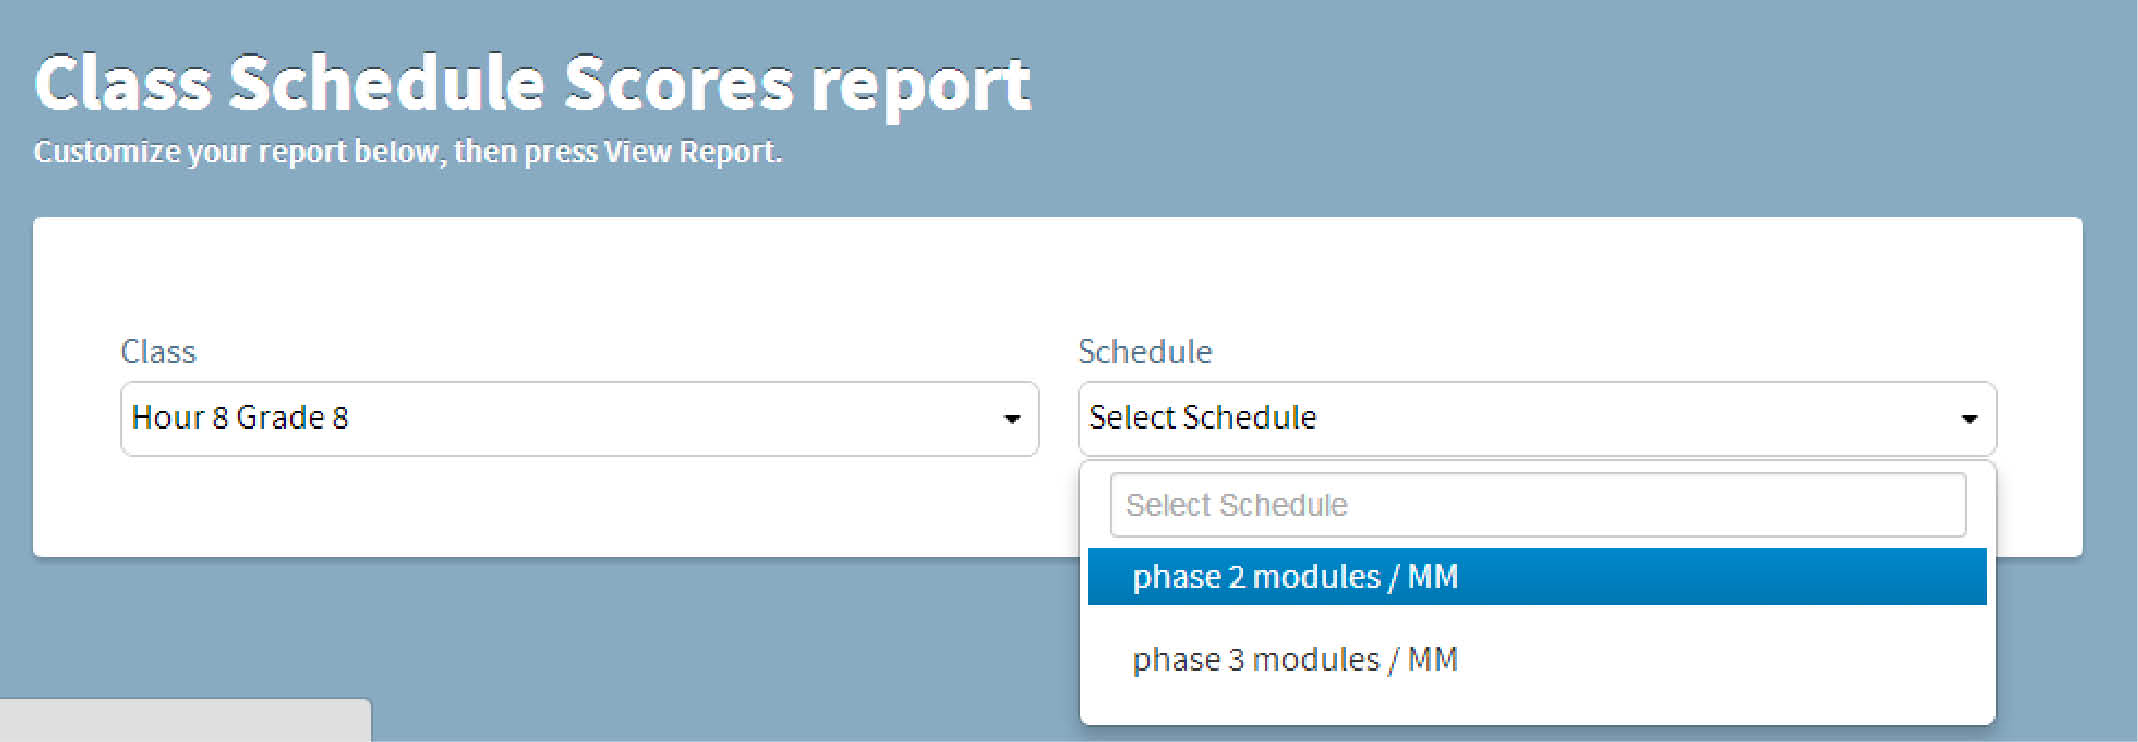 Class Schedule Scores report
Customize your report below, then press View Report.
Class
Hour 8 Grade 8
Schedule
Select Schedule
Select Schedule
phase 2 modules / MM
phase 3 modules / MM